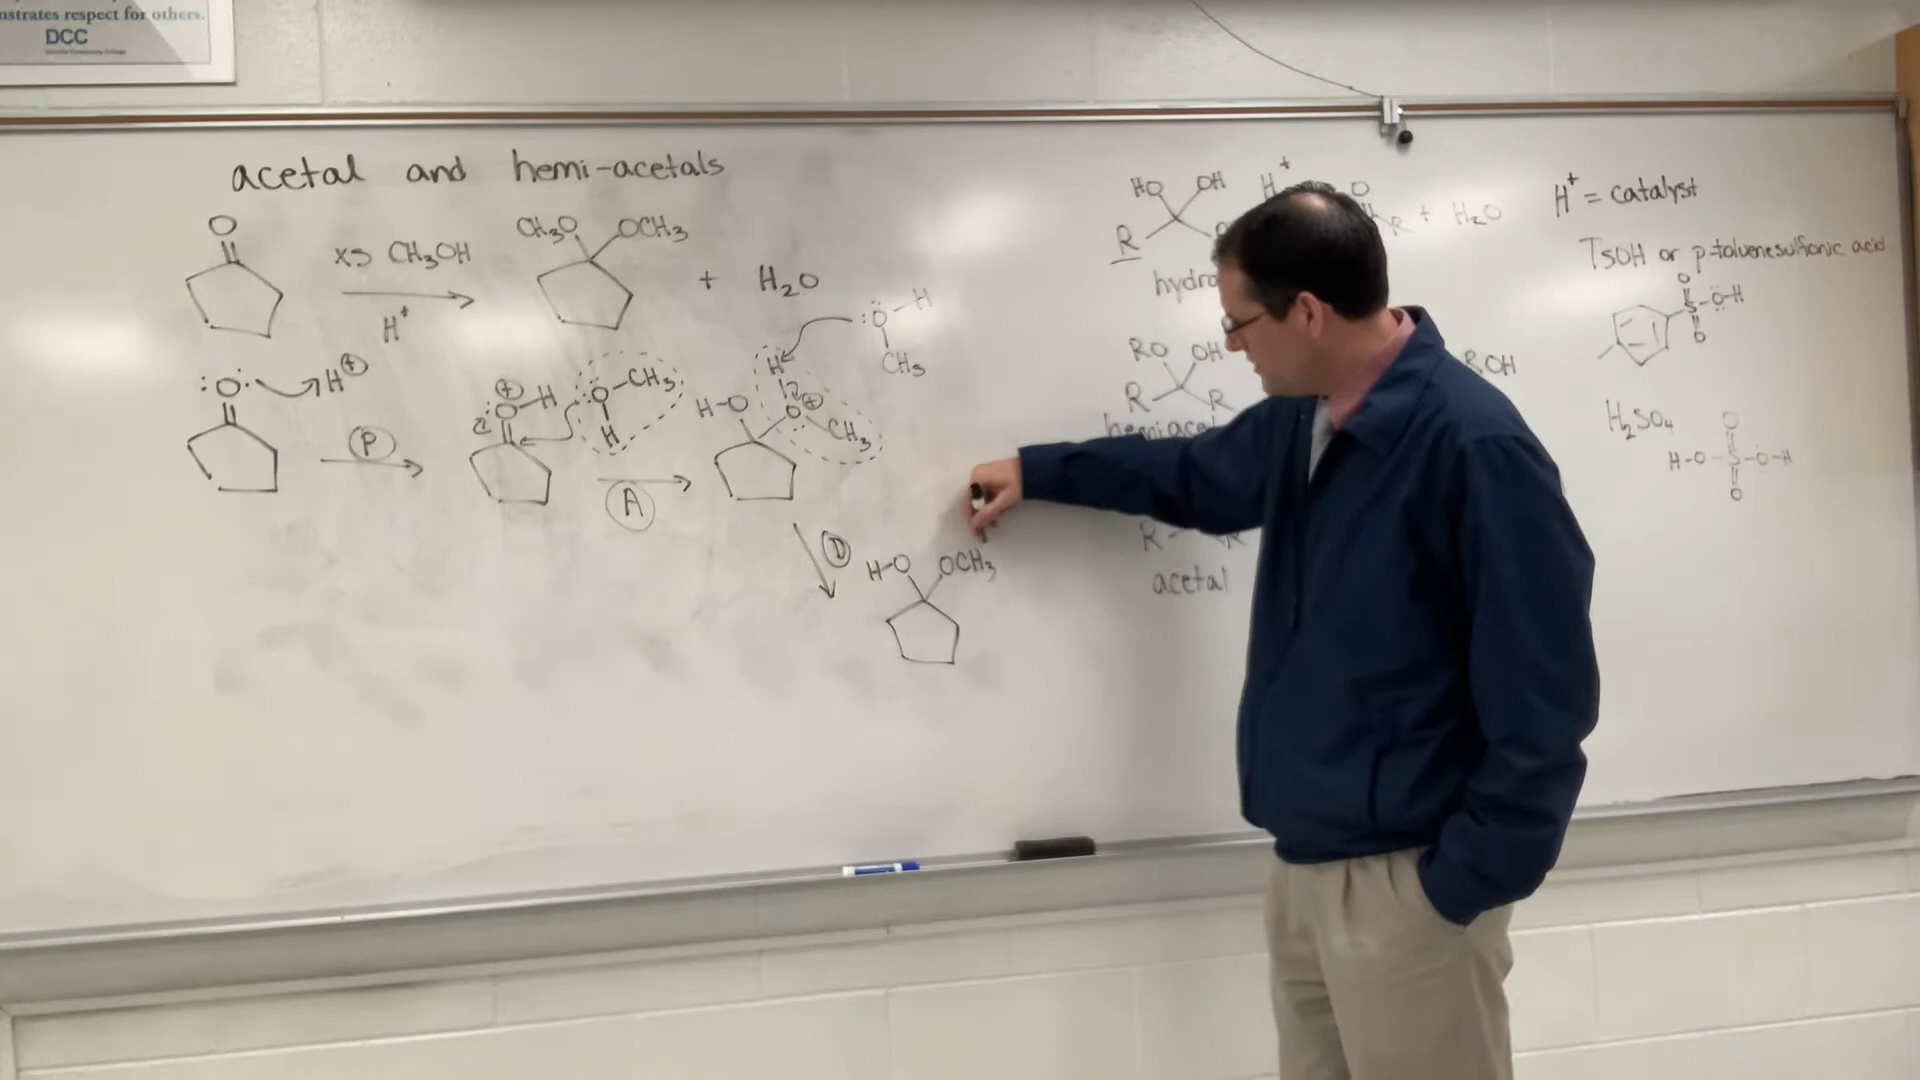 nstrates respect for others.
DCC
acetal and hemi-acetals
O
xs CH3OH
H+
CH3O OCH3
+ H2O
:O: H⊕
P
⊕
:O-H
:O-CH3
H
A
H-O
H
O⊕
CH3
:O-H
CH3
D
H-O OCH3
HO OH H+ O
R R + H2O
hydra
RO OH
R R
ROH
hemiacet
R R
acetal
H+ = catalyst
TsOH or p-toluenesulfonic acid
O
S-O-H
O
H2SO4
O
H-O-S-O-H
O